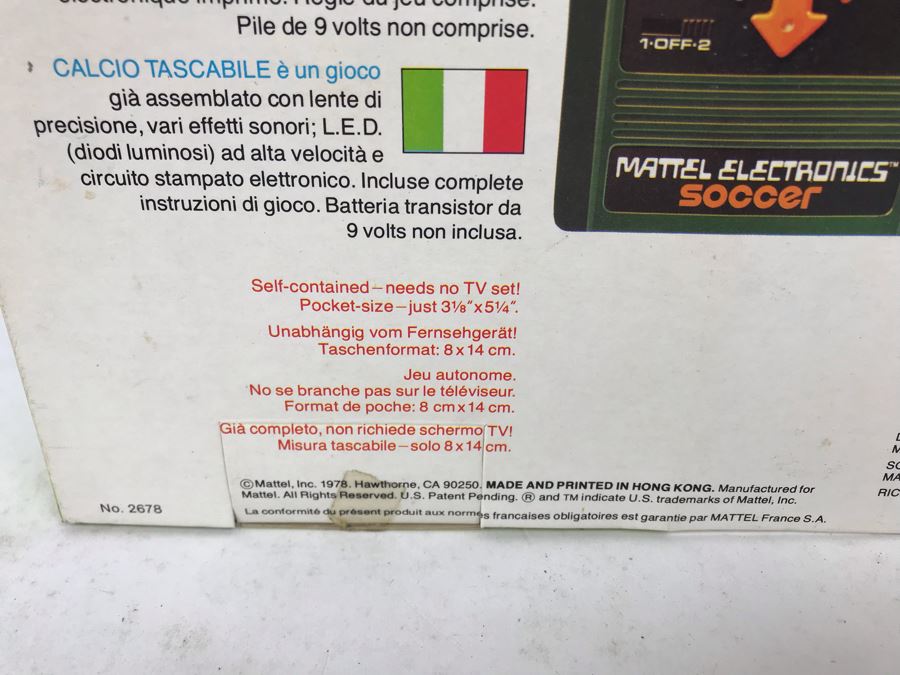 électronique imprimé. Règle du jeu comprise.
Pile de 9 volts non comprise.
CALCIO TASCABILE è un gioco
già assemblato con lente di
precisione, vari effetti sonori; L.E.D.
(diodi luminosi) ad alta velocità e
circuito stampato elettronico. Incluse complete
instruzioni di gioco. Batteria transistor da
9 volts non inclusa.
1·OFF·2
MATTEL ELECTRONICS™
soccer
Self-contained—needs no TV set!
Pocket-size—just 3⅛"x5¼".
Unabhängig vom Fernsehgerät!
Taschenformat: 8 x 14 cm.
Jeu autonome.
No se branche pas sur le téléviseur.
Format de poche: 8 cm x 14 cm.
Già completo, non richiede schermo TV!
Misura tascabile—solo 8 x 14 cm.
©Mattel, Inc. 1978. Hawthorne, CA 90250. MADE AND PRINTED IN HONG KONG. Manufactured for
Mattel. All Rights Reserved. U.S. Patent Pending. ® and TM indicate U.S. trademarks of Mattel, Inc.
La conformité du présent produit aux normes francaises obligatoires est garantie par MATTEL France S.A.
No. 2678